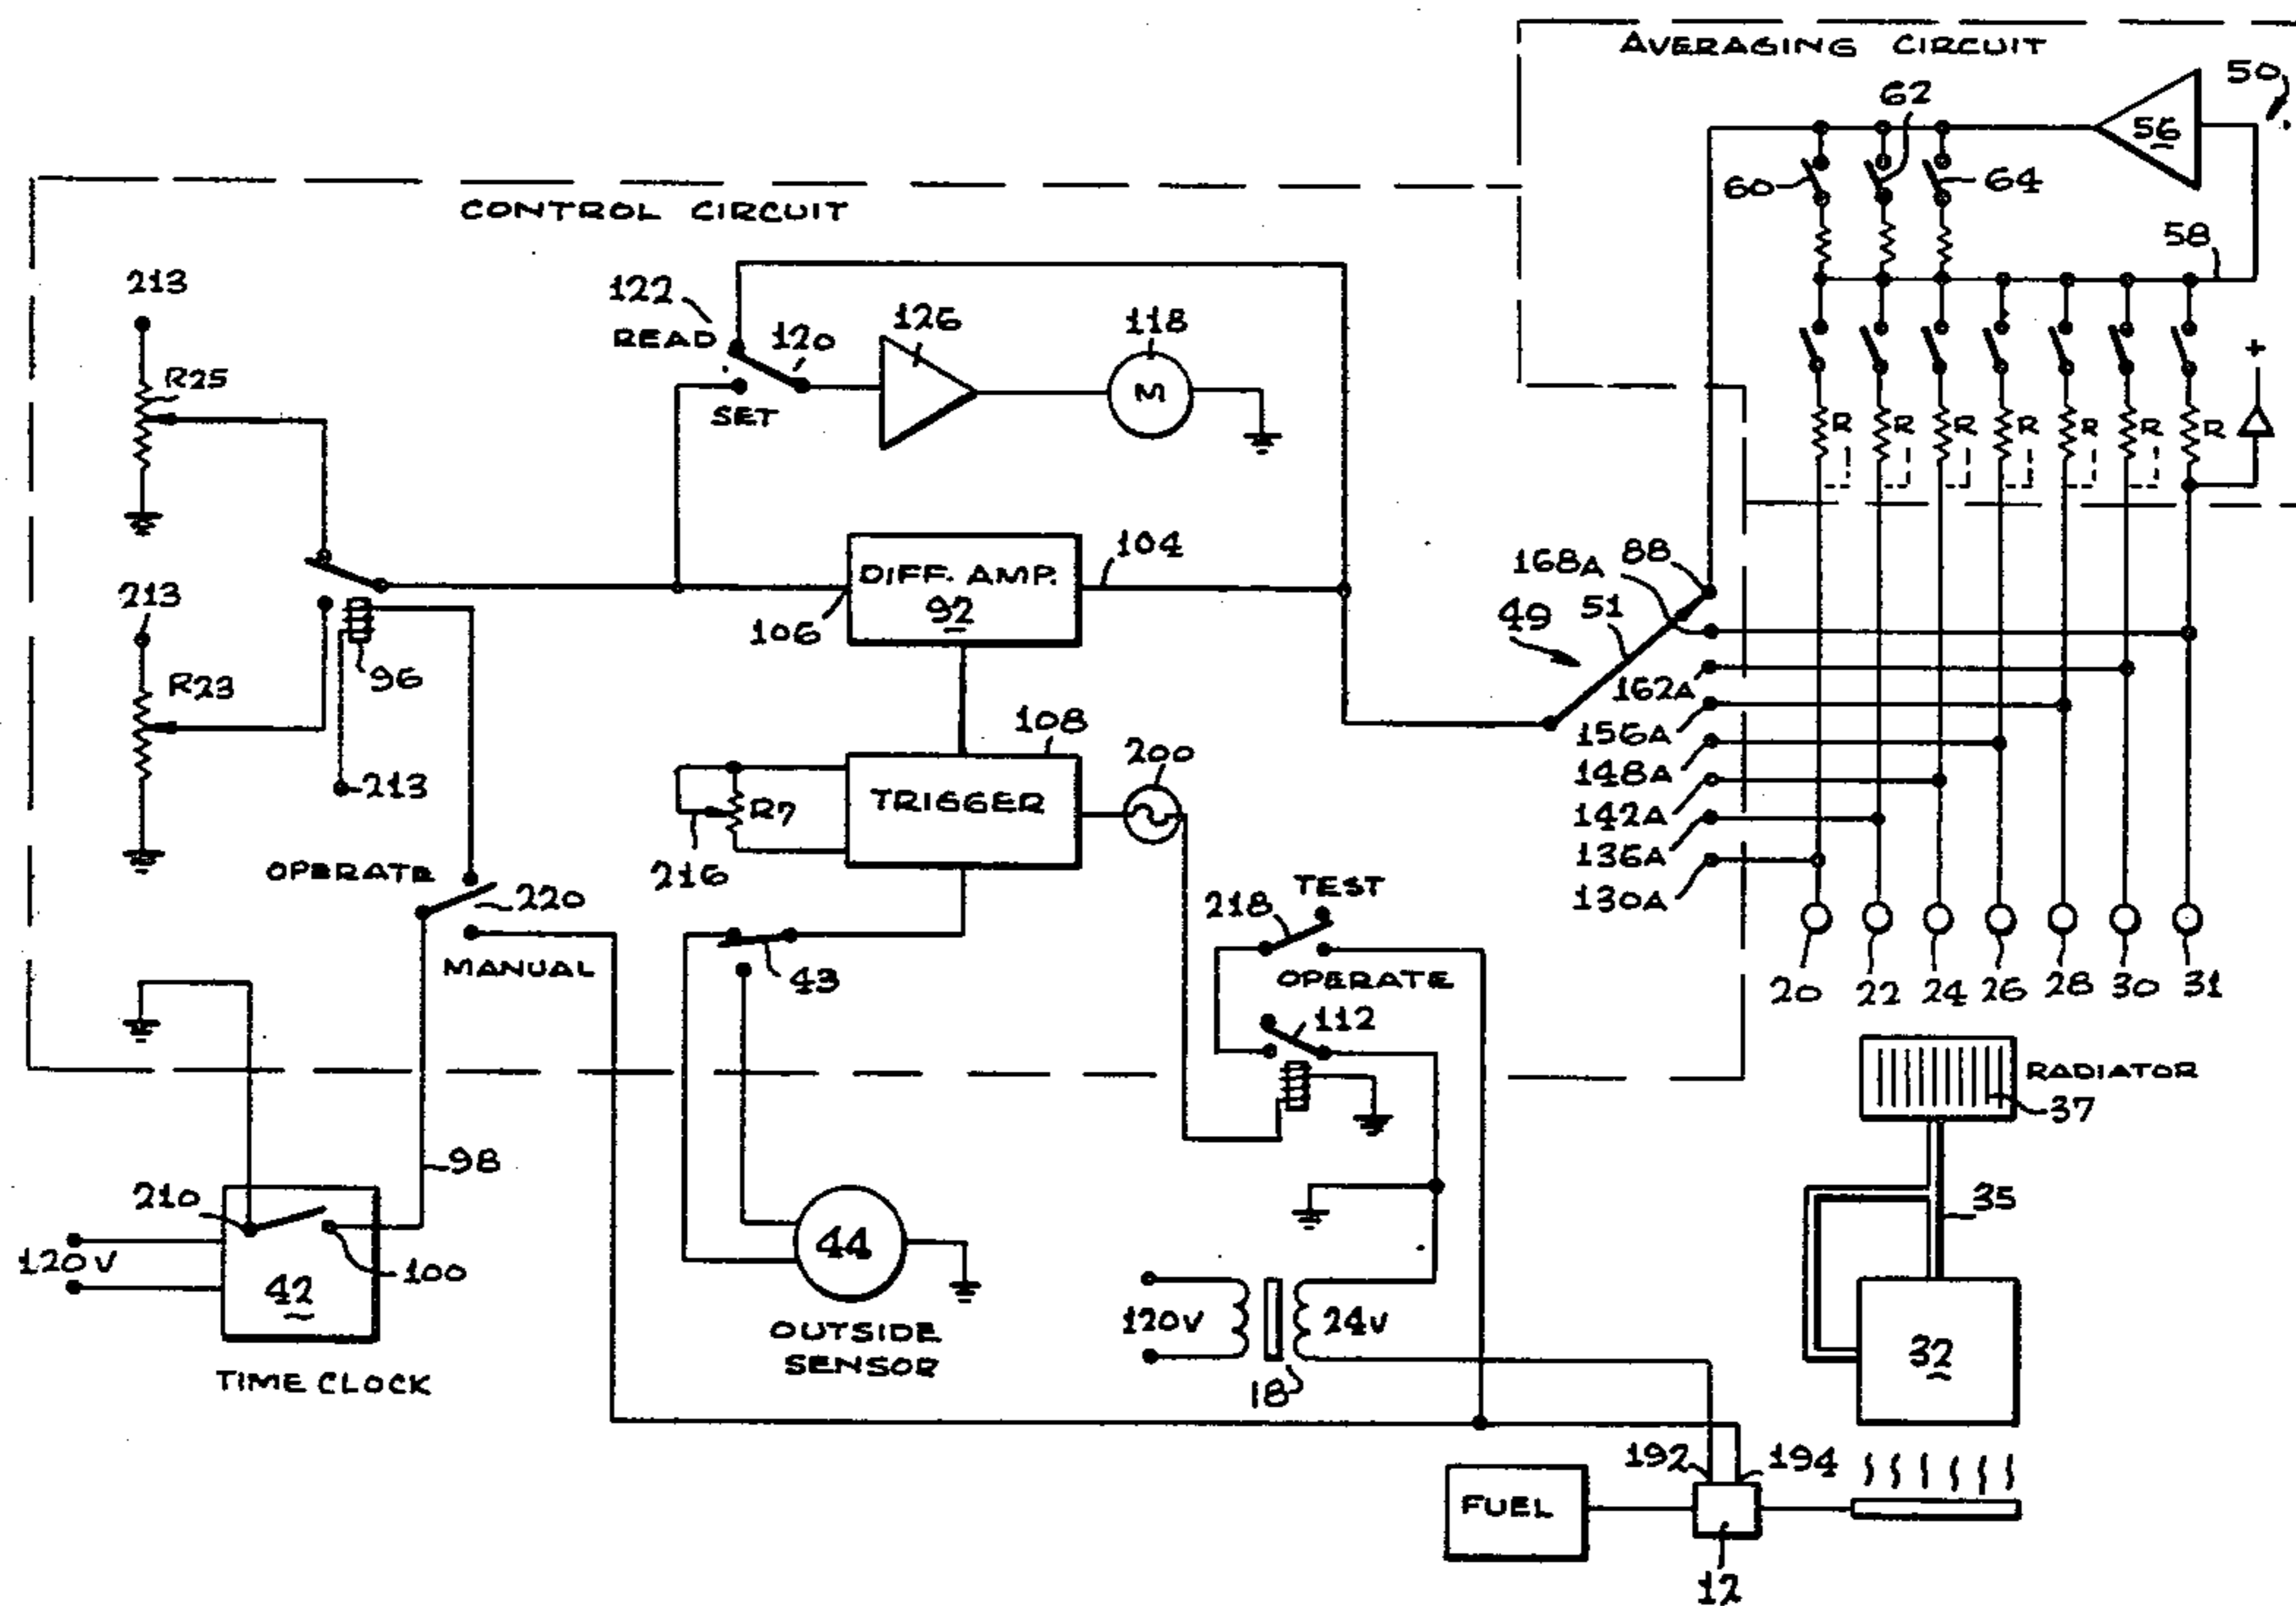 AVERAGING CIRCUIT
50
56
62
60
64
58
CONTROL CIRCUIT
213
R25
122
READ
120
126
118
M
SET
+
R R R R R R R
DIFF. AMP.
92
104
106
213
96
R23
213
168A
88
49
51
162A
156A
148A
142A
136A
130A
108
TRIGGER
R7
216
200
OPERATE
220
MANUAL
43
TEST
218
OPERATE
112
20 22 24 26 28 30 31
RADIATOR
37
35
32
98
210
120V
42
100
TIME CLOCK
44
OUTSIDE
SENSOR
120V
24V
18
192
194
FUEL
12